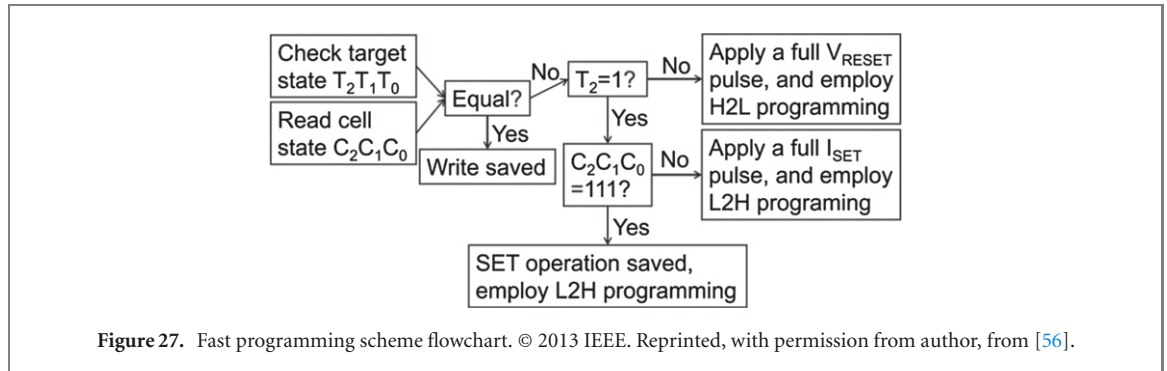 Check target
state T₂T₁T₀
Read cell
state C₂C₁C₀
Equal?
Yes
Write saved
No
T₂=1?
No
Apply a full V_RESET
pulse, and employ
H2L programming
Yes
C₂C₁C₀
=111?
No
Apply a full I_SET
pulse, and employ
L2H programing
Yes
SET operation saved,
employ L2H programming
Figure 27. Fast programming scheme flowchart. © 2013 IEEE. Reprinted, with permission from author, from [56].